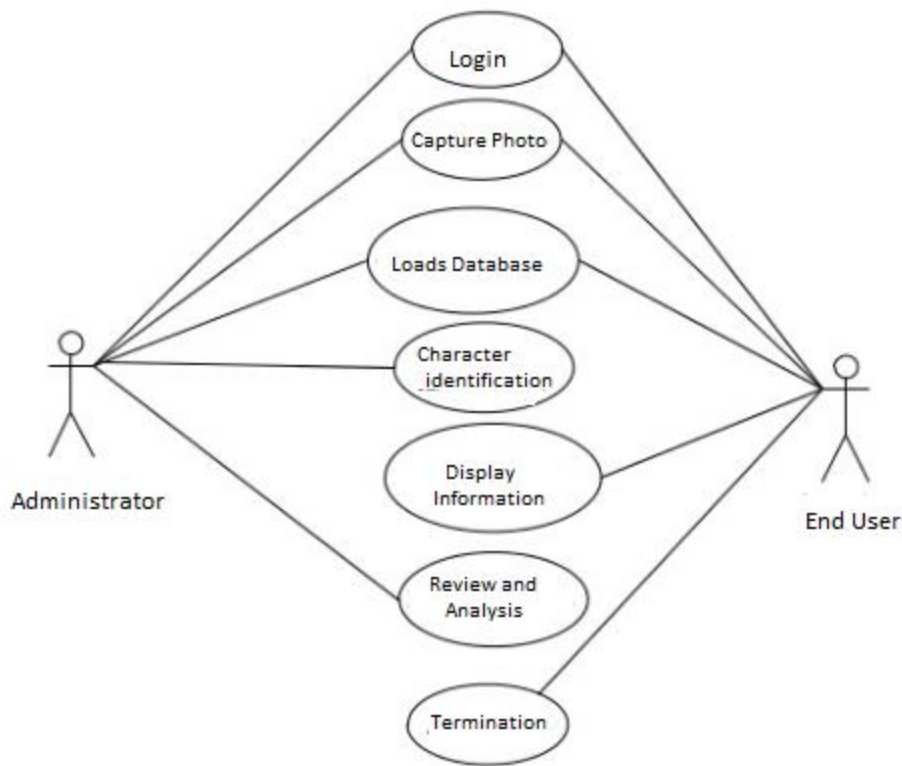 Login
Capture Photo
Loads Database
Character
identification
Display
Information
Administrator
End User
Review and
Analysis
Termination